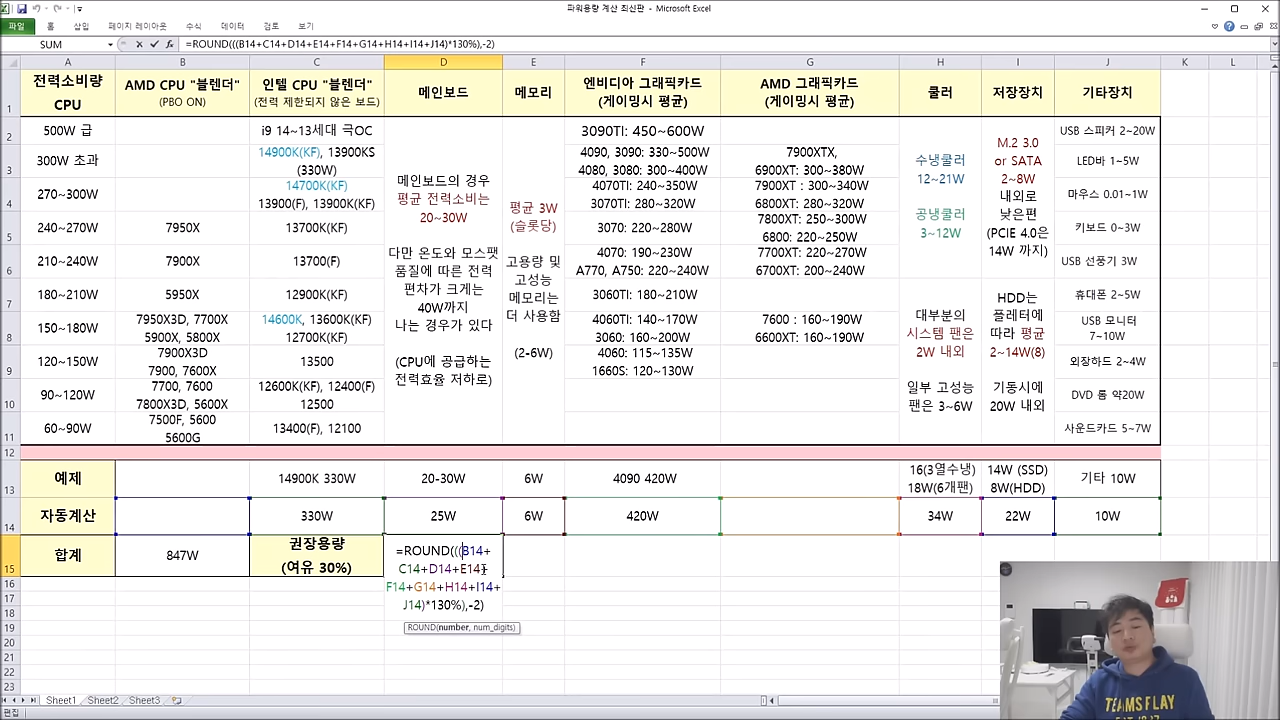 파워용량 계산 최신판 - Microsoft Excel
파일 홈 삽입 페이지 레이아웃 수식 데이터 검토 보기
SUM =ROUND(((B14+C14+D14+E14+F14+G14+H14+I14+J14)*130%),-2)
A B C D E F G H I J K L
1
전력소비량
CPU
AMD CPU "블렌더"
(PBO ON)
인텔 CPU "블렌더"
(전력 제한되지 않은 보드)
메인보드
메모리
엔비디아 그래픽카드
(게이밍시 평균)
AMD 그래픽카드
(게이밍시 평균)
쿨러
저장장치
기타장치
2
500W 급
i9 14~13세대 극OC
3090TI: 450~600W
USB 스피커 2~20W
3
300W 초과
14900K(KF), 13900KS
(330W)
4090, 3090: 330~500W
4080, 3080: 300~400W
7900XTX,
6900XT: 300~380W
LED바 1~5W
4
270~300W
14700K(KF)
13900(F), 13900K(KF)
4070TI: 240~350W
3070TI: 280~320W
7900XT : 300~340W
6800XT: 280~320W
마우스 0.01~1W
5
240~270W
7950X
13700K(KF)
3070: 220~280W
7800XT: 250~300W
6800: 220~250W
키보드 0~3W
6
210~240W
7900X
13700(F)
4070: 190~230W
A770, A750: 220~240W
7700XT: 220~270W
6700XT: 200~240W
USB 선풍기 3W
7
180~210W
5950X
12900K(KF)
3060TI: 180~210W
휴대폰 2~5W
8
150~180W
7950X3D, 7700X
5900X, 5800X
14600K, 13600K(KF)
12700K(KF)
4060TI: 140~170W
3060: 160~200W
7600 : 160~190W
6600XT: 160~190W
USB 모니터
7~10W
9
120~150W
7900X3D
7900, 7600X
13500
4060: 115~135W
1660S: 120~130W
외장하드 2~4W
10
90~120W
7700, 7600
7800X3D, 5600X
12600K(KF), 12400(F)
12500
DVD 롬 약20W
11
60~90W
7500F, 5600
5600G
13400(F), 12100
사운드카드 5~7W
메인보드의 경우
평균 전력소비는
20~30W
다만 온도와 모스팻
품질에 따른 전력
편차가 크게는
40W까지
나는 경우가 있다
(CPU에 공급하는
전력효율 저하로)
평균 3W
(슬롯당)
고용량 및
고성능
메모리는
더 사용함
(2-6W)
수냉쿨러
12~21W
공냉쿨러
3~12W
대부분의
시스템 팬은
2W 내외
일부 고성능
팬은 3~6W
M.2 3.0
or SATA
2~8W
내외로
낮은편
(PCIE 4.0은
14W 까지)
HDD는
플레터에
따라 평균
2~14W(8)
기동시에
20W 내외
12
13
예제
14900K 330W
20-30W
6W
4090 420W
16(3열수냉)
18W(6개팬)
14W (SSD)
8W(HDD)
기타 10W
14
자동계산
330W
25W
6W
420W
34W
22W
10W
15
합계
847W
권장용량
(여유 30%)
=ROUND(((B14+
C14+D14+E14+
F14+G14+H14+I14+
J14)*130%),-2)
ROUND(number, num_digits)
16
17
18
19
20
21
22
23
TEAMS PLAY
Sheet1 Sheet2 Sheet3
편집